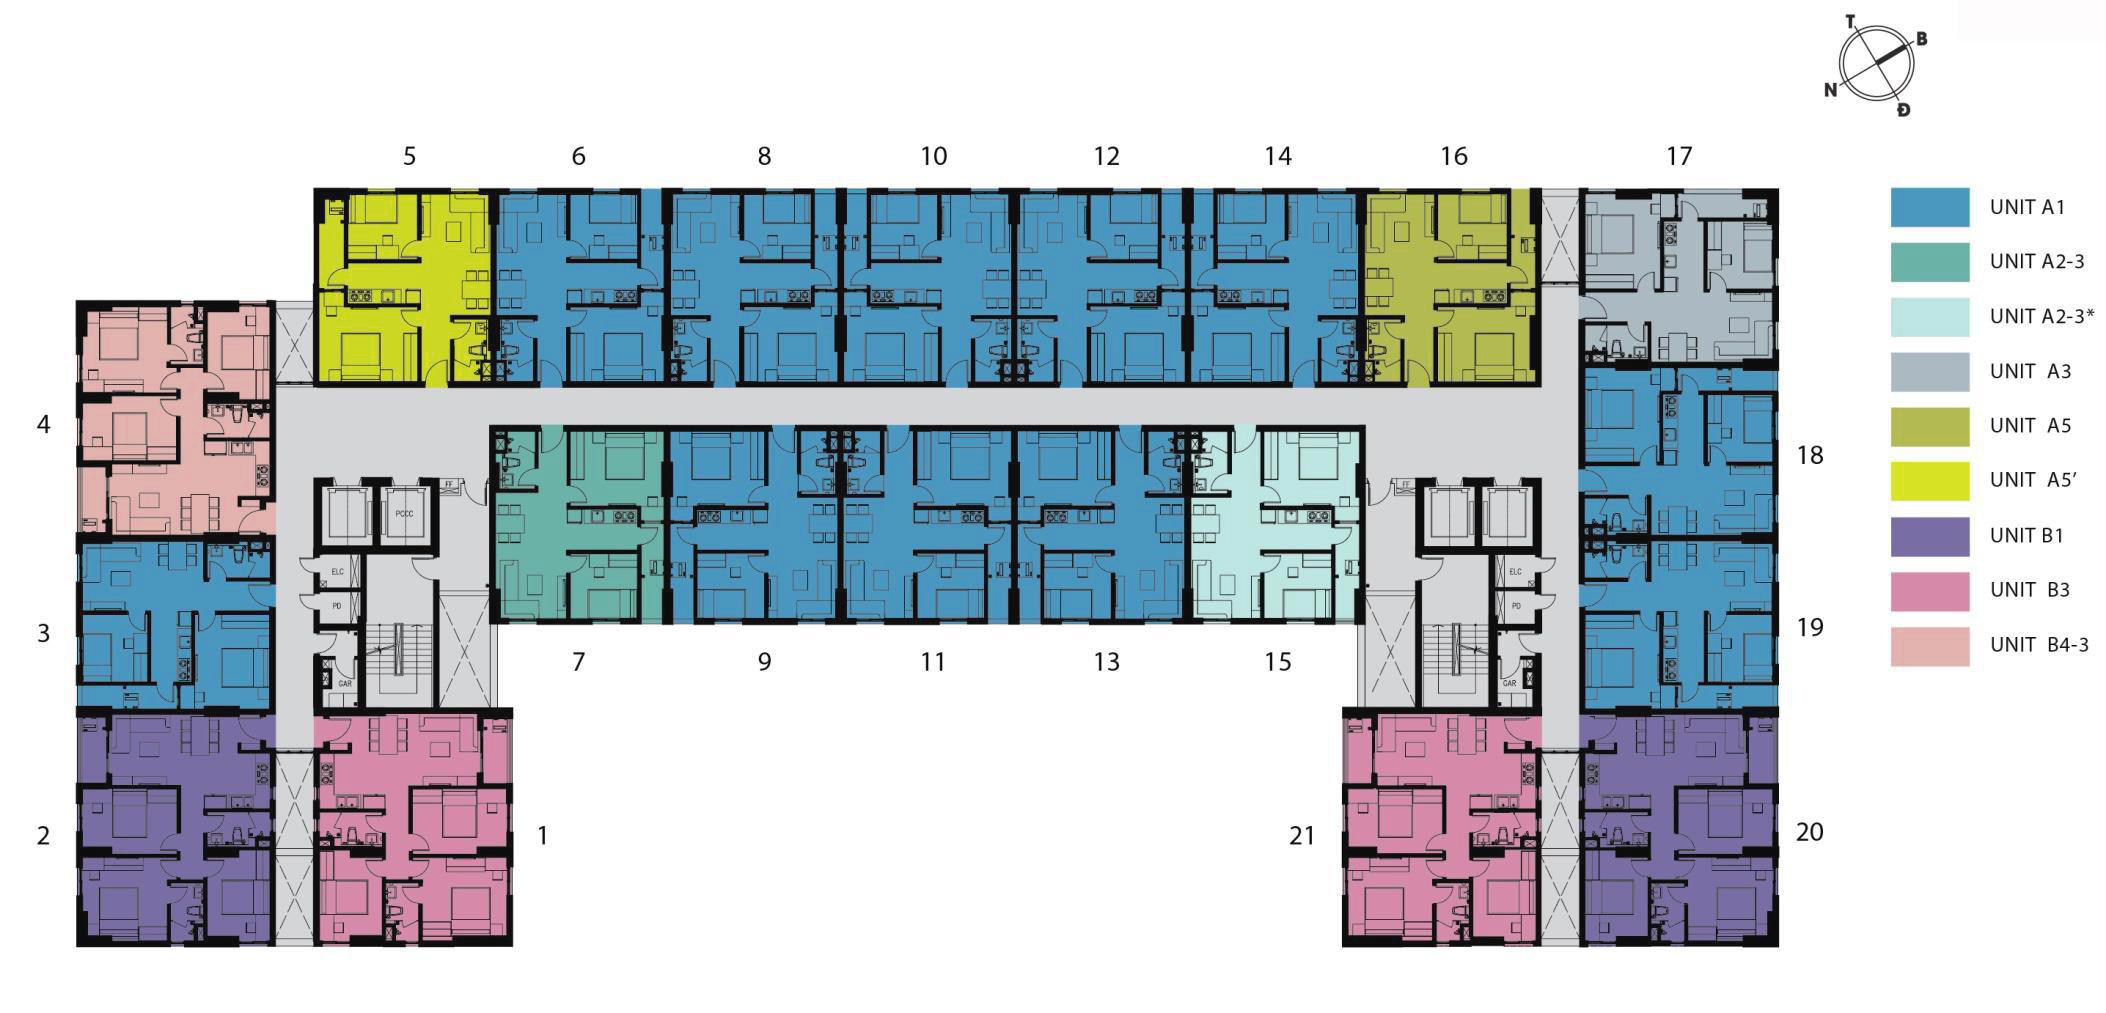 T
B
N
Đ
5
6
8
10
12
14
16
17
UNIT A1
UNIT A2-3
UNIT A2-3*
UNIT A3
UNIT A5
UNIT A5’
UNIT B1
UNIT B3
UNIT B4-3
4
18
FF
FF
PCCC
ELC
ELC
PD
PD
3
19
7
9
11
13
15
GAR
GAR
2
1
21
20